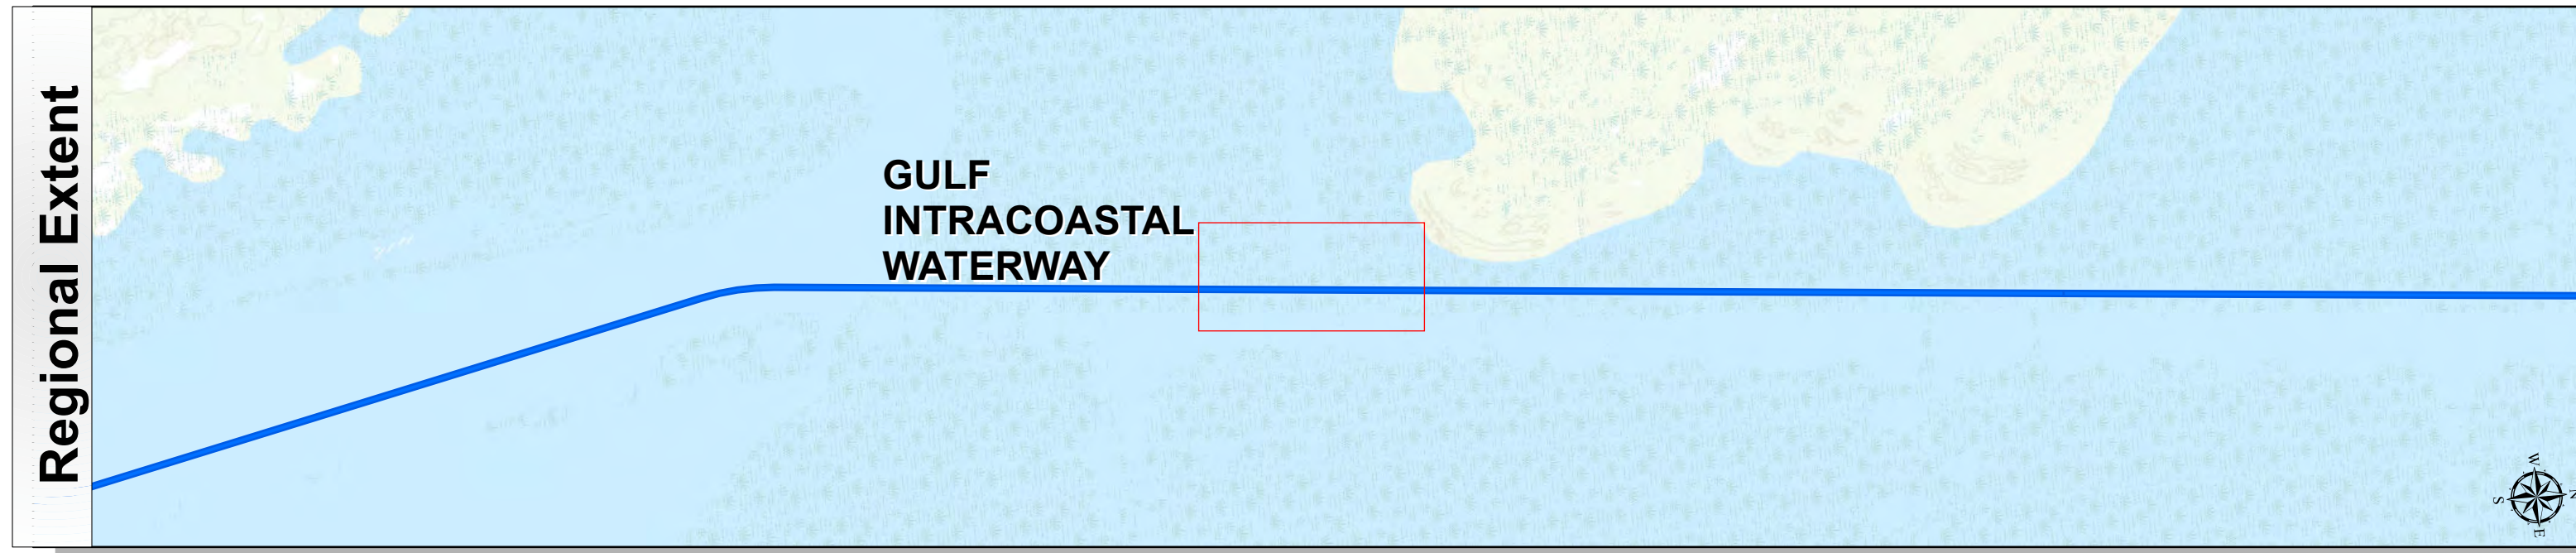 Regional Extent
GULF
INTRACOASTAL
WATERWAY
W
S
N
E